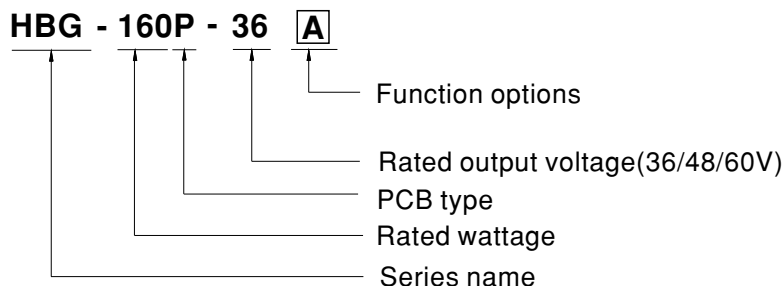 HBG - 160P - 36 A
Function options
Rated output voltage(36/48/60V)
PCB type
Rated wattage
Series name